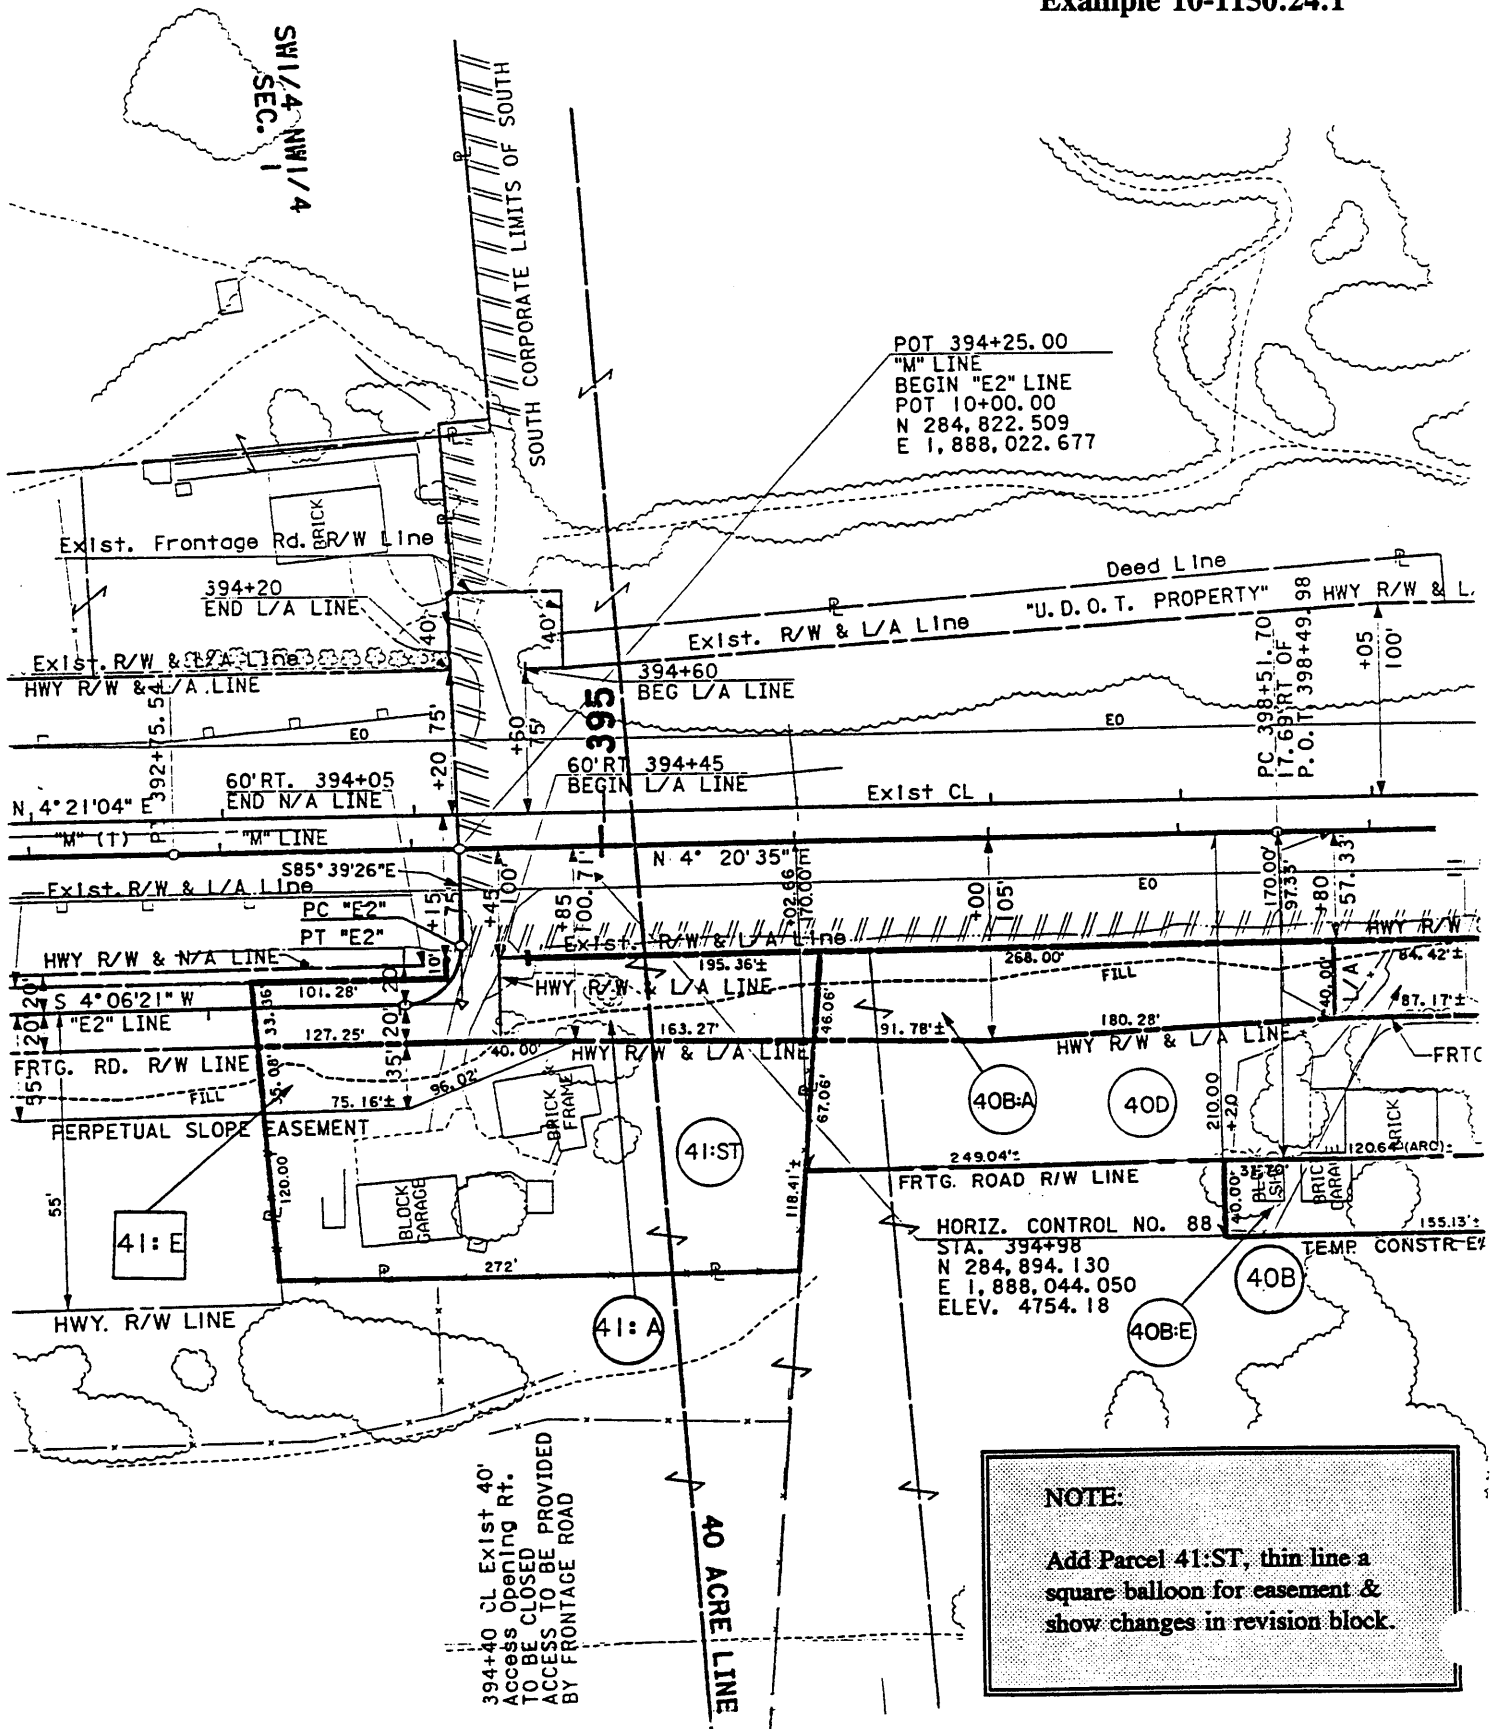 Example 10-1150.24.1
SW1/4 NW1/4
SEC. 1
SOUTH CORPORATE LIMITS OF SOUTH
POT 394+25.00
"M" LINE
BEGIN "E2" LINE
POT 10+00.00
N 284,822.509
E 1,888,022.677
BRICK
Exist. Frontage Rd. R/W Line
394+20
END L/A LINE
40'
40'
Deed Line
"U.D.O.T. PROPERTY"
HWY R/W & L
Exist. R/W & L/A Line
Exist. R/W & L/A Line
HWY R/W & L/A LINE
394+60
BEG L/A LINE
395
PC 398+51.70
17.69' RT OF
P.O.T. 398+49.98
+05
100'
+20 75'
+60
75'
EO
EO
PT 392+75.54
60' RT. 394+05
END N/A LINE
60' RT 394+45
BEGIN L/A LINE
Exist CL
N 4°21'04" E
"M" (T)
"M" LINE
N 4° 20'35" E
S85°39'26"E
Exist. R/W & L/A Line
EO
PC "E2"
PT "E2"
+15
75'
+45
100'
+85
100.71'
+02.66
170.00'
+00
105'
170.00'
97.33'
+80
57.33'
HWY R/W & N/A LINE
10'
Exist. R/W & L/A Line
HWY R/W
195.36'±
268.00'
84.42'±
FILL
HWY R/W & L/A LINE
40.00'
L/A
20'
20'
S 4°06'21" W
"E2" LINE
33.36'
101.28'
20'
20'
46.06'
87.17'±
127.25'
163.27'
91.78'±
180.28'
40.00'
HWY R/W & L/A LINE
HWY R/W & L/A LINE
FRTG
FRTG. RD. R/W LINE
55'
35'
96.02'
FILL
75.16'±
PERPETUAL SLOPE EASEMENT
BRICK & FRAME
67.06'
40B:A
40D
210.00
+20
BRICK
41:ST
249.04'±
120.64'(ARC)±
FRTG. ROAD R/W LINE
120.00'
55'
BLOCK
GARAGE
118.41'±
37.70'
40.00'
155.13'±
41:E
HORIZ. CONTROL NO. 88
STA. 394+98
N 284,894.130
E 1,888,044.050
ELEV. 4754.18
TEMP. CONSTR
272'
40B
HWY. R/W LINE
41:A
40B:E
394+40 CL Exist 40'
Access Opening Rt.
TO BE CLOSED
ACCESS TO BE PROVIDED
BY FRONTAGE ROAD
40 ACRE LINE
NOTE:
Add Parcel 41:ST, thin line a
square balloon for easement &
show changes in revision block.